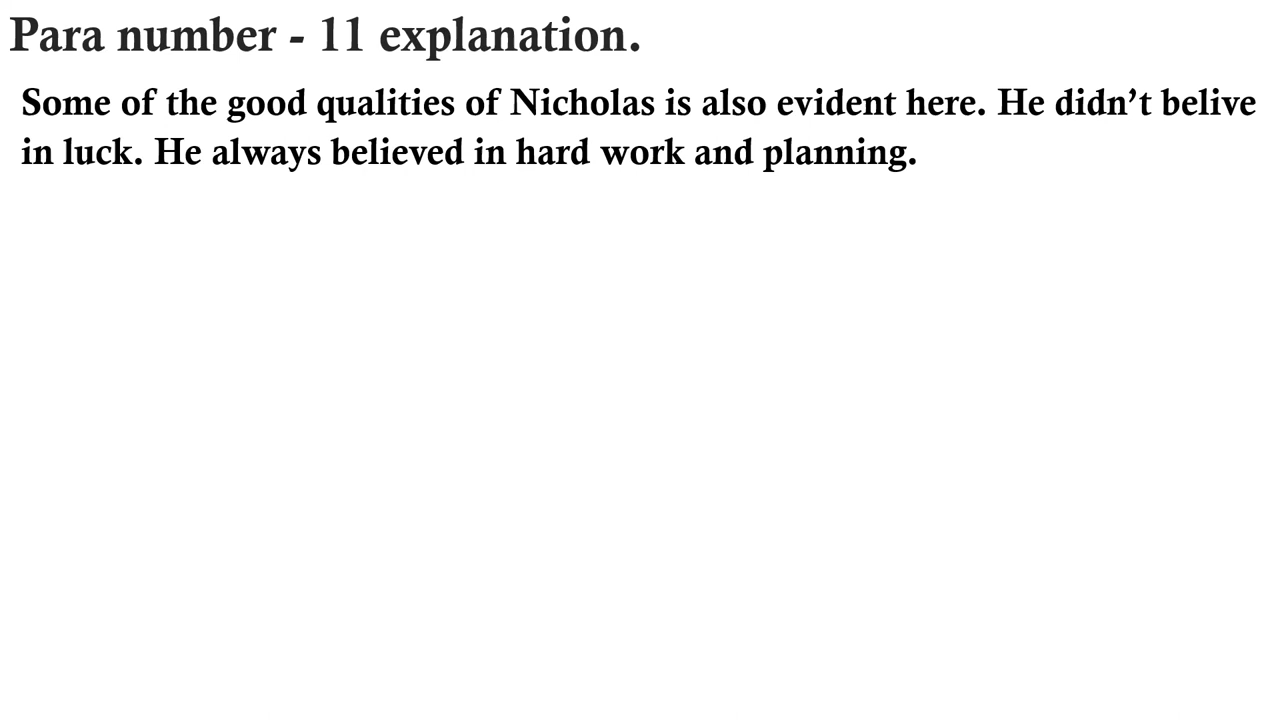 Para number - 11 explanation.
Some of the good qualities of Nicholas is also evident here. He didn’t belive
in luck. He always believed in hard work and planning.